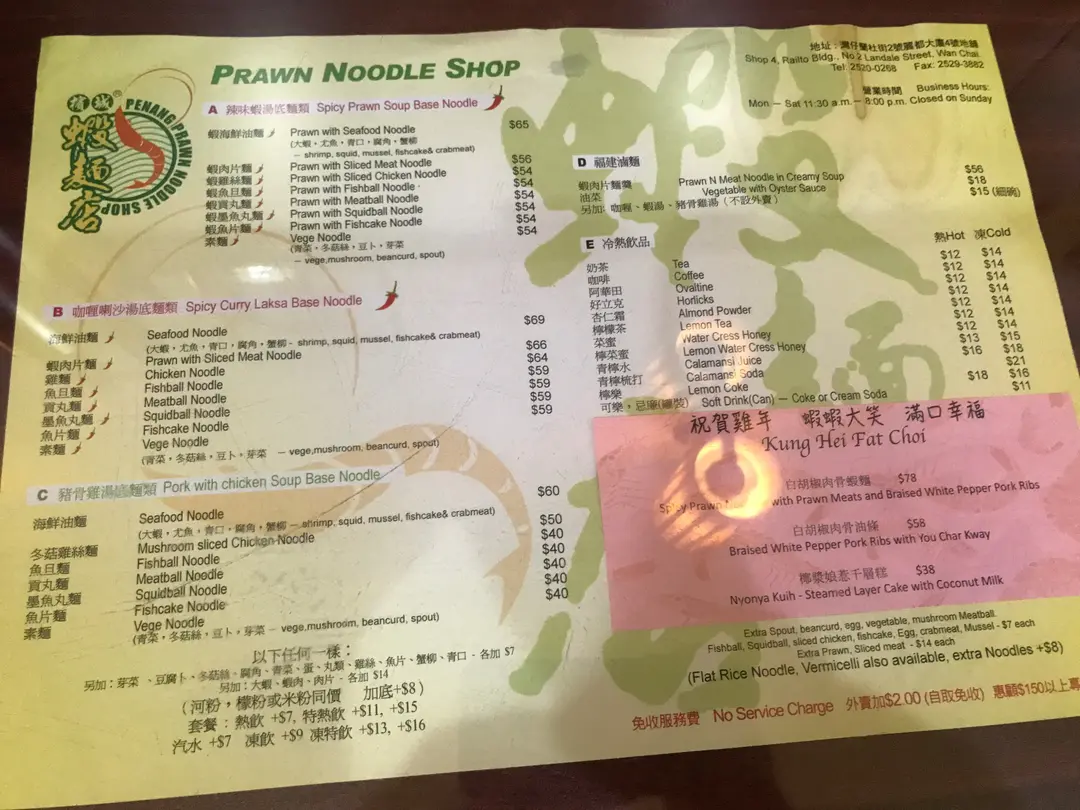 檳城®
蝦麵店
PENANG PRAWN NOODLE SHOP
PRAWN NOODLE SHOP
地址：灣仔蘭杜街2號麗都大廈4號地鋪
Shop 4, Railto Bldg., No 2 Landale Street, Wan Chai.
Tel: 2520-0268 Fax: 2529-3882
營業時間 Business Hours:
Mon — Sat 11:30 a.m.— 8:00 p.m. Closed on Sunday
A 辣味蝦湯底麵類 Spicy Prawn Soup Base Noodle
蝦海鮮油麵 Prawn with Seafood Noodle $65
(大蝦，尤魚，青口，腐角，蟹柳
— shrimp, squid, mussel, fishcake& crabmeat)
蝦肉片麵 Prawn with Sliced Meat Noodle $56
蝦雞絲麵 Prawn with Sliced Chicken Noodle $54
蝦魚旦麵 Prawn with Fishball Noodle $54
蝦貢丸麵 Prawn with Meatball Noodle $54
蝦墨魚丸麵 Prawn with Squidball Noodle $54
蝦魚片麵 Prawn with Fishcake Noodle $54
素麵 Vege Noodle $54
(青菜，冬菇絲，豆卜，芽菜
— vege,mushroom, beancurd, spout)
B 咖喱喇沙湯底麵類 Spicy Curry Laksa Base Noodle
海鮮油麵 Seafood Noodle $69
(大蝦，尤魚，青口，腐角，蟹柳- shrimp, squid, mussel, fishcake& crabmeat)
蝦肉片麵 Prawn with Sliced Meat Noodle $66
雞麵 Chicken Noodle $64
魚旦麵 Fishball Noodle $59
貢丸麵 Meatball Noodle $59
墨魚丸麵 Squidball Noodle $59
魚片麵 Fishcake Noodle $59
素麵 Vege Noodle
(青菜，冬菇絲，豆卜，芽菜 — vege,mushroom, beancurd, spout)
C 豬骨雞湯底麵類 Pork with chicken Soup Base Noodle
海鮮油麵 Seafood Noodle $60
(大蝦，尤魚，青口，腐角，蟹柳 — shrimp, squid, mussel, fishcake& crabmeat)
冬菇雞絲麵 Mushroom sliced Chicken Noodle $50
魚旦麵 Fishball Noodle $40
貢丸麵 Meatball Noodle $40
墨魚丸麵 Squidball Noodle $40
魚片麵 Fishcake Noodle $40
素麵 Vege Noodle $40
(青菜，冬菇絲，豆卜，芽菜 — vege,mushroom, beancurd, spout)
以下任何一樣：
另加：芽菜、豆腐卜、冬菇絲、腐角、青菜、蛋、丸類、雞絲、魚片、蟹柳、青口 - 各加 $7
另加：大蝦、蝦肉、肉片 - 各加 $14
（河粉，檬粉或米粉同價 加底+$8）
套餐：熱飲 +$7, 特熱飲 +$11, +$15
汽水 +$7 凍飲 +$9 凍特飲 +$13, +$16
D 福建滷麵
蝦肉片麵羹 Prawn N Meat Noodle in Creamy Soup $56
油菜 Vegetable with Oyster Sauce $18
另加: 咖喱、蝦湯、豬骨雞湯（不設外賣） $15 (細碗)
E 冷熱飲品 熱Hot 凍Cold
奶茶 Tea $12 $14
咖啡 Coffee $12 $14
阿華田 Ovaltine $12 $14
好立克 Horlicks $12 $14
杏仁霜 Almond Powder $12 $14
檸檬茶 Lemon Tea $12 $14
菜蜜 Water Cress Honey $13 $15
檸菜蜜 Lemon Water Cress Honey $16 $18
青檸水 Calamansi Juice $21
青檸梳打 Calamansi Soda
檸樂 Lemon Coke $18 $16
可樂，忌廉(罐裝) Soft Drink(Can) — Coke or Cream Soda $11
祝賀雞年 蝦蝦大笑 滿口幸福
Kung Hei Fat Choi
白胡椒肉骨蝦麵 $78
Spicy Prawn with Prawn Meats and Braised White Pepper Pork Ribs
白胡椒肉骨油條 $58
Braised White Pepper Pork Ribs with You Char Kway
椰漿娘惹千層糕 $38
Nyonya Kuih - Steamed Layer Cake with Coconut Milk
Extra Spout, beancurd, egg, vegetable, mushroom Meatball.
Fishball, Squidball, sliced chicken, fishcake, Egg, crabmeat, Mussel - $7 each
Extra Prawn, Sliced meat - $14 each
(Flat Rice Noodle, Vermicelli also available, extra Noodles +$8)
免收服務費 No Service Charge 外賣加$2.00 (自取免收) 惠顧$150以上